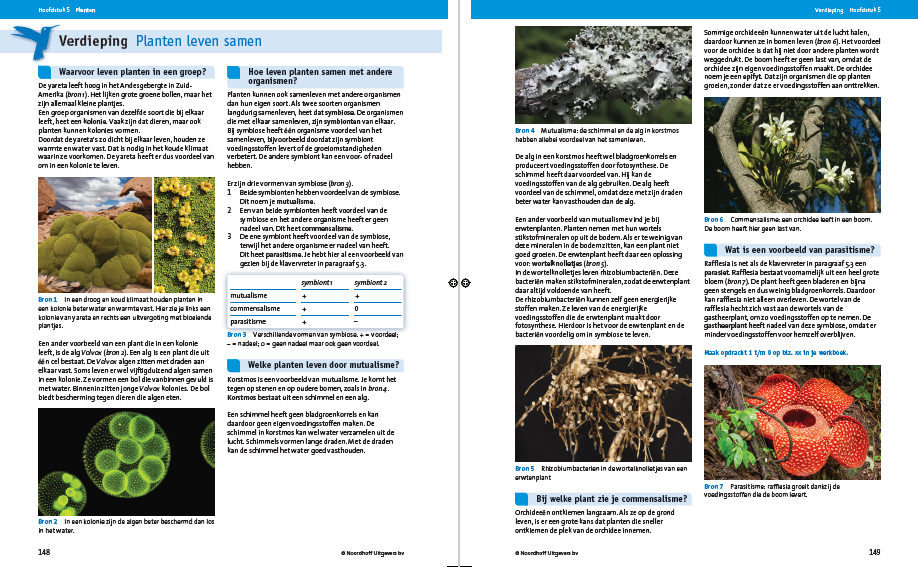 Hoofdstuk 5 Planten
Verdieping Planten leven samen
Waarvoor leven planten in een groep?
De yareta leeft hoog in het Andesgebergte in Zuid-
Amerika (bron 1). Het lijken grote groene bollen, maar het
zijn allemaal kleine plantjes.
Een groep organismen van dezelfde soort die bij elkaar
leeft, heet een kolonie. Vaak zijn dat dieren, maar ook
planten kunnen kolonies vormen.
Doordat de yareta's zo dicht bij elkaar leven, houden ze
warmte en water vast. Dat is nodig in het koude klimaat
waarin ze voorkomen. De yareta heeft er dus voordeel van
om in een kolonie te leven.
Bron 1 In een droog en koud klimaat houden planten in
een kolonie beter water en warmte vast. Hier zie je links een
kolonie van yareta en rechts een uitvergroting met bloeiende
plantjes.
Een ander voorbeeld van een plant die in een kolonie
leeft, is de alg Volvox (bron 2). Een alg is een plant die uit
één cel bestaat. De Volvox algen zitten met draden aan
elkaar vast. Soms leven er wel vijftigduizend algen samen
in een kolonie. Ze vormen een bol die vanbinnen gevuld is
met water. Binnenin zitten jonge Volvox kolonies. De bol
biedt bescherming tegen dieren die algen eten.
Bron 2 In een kolonie zijn de algen beter beschermd dan los
in het water.
148
Hoe leven planten samen met andere
organismen?
Planten kunnen ook samenleven met andere organismen
dan hun eigen soort. Als twee soorten organismen
langdurig samenleven, heet dat symbiose. De organismen
die met elkaar samenleven, zijn symbionten van elkaar.
Bij symbiose heeft één organisme voordeel van het
samenleven, bijvoorbeeld doordat zijn symbiont
voedingsstoffen levert of de groeiomstandigheden
verbetert. De andere symbiont kan een voor- of nadeel
hebben.
Er zijn drie vormen van symbiose (bron 3).
1 Beide symbionten hebben voordeel van de symbiose.
Dit noem je mutualisme.
2 Een van beide symbionten heeft voordeel van de
symbiose en het andere organisme heeft er geen
nadeel van. Dit heet commensalisme.
3 De ene symbiont heeft voordeel van de symbiose,
terwijl het andere organisme er nadeel van heeft.
Dit heet parasitisme. Je hebt hier al een voorbeeld van
gezien bij de klavervreter in paragraaf 5.3.
symbiont 1 symbiont 2
mutualisme + +
commensalisme + 0
parasitisme + –
Bron 3 Verschillende vormen van symbiose. + = voordeel;
– = nadeel; 0 = geen nadeel maar ook geen voordeel.
Welke planten leven door mutualisme?
Korstmos is een voorbeeld van mutualisme. Je komt het
tegen op stenen en op oudere bomen, zoals in bron 4.
Korstmos bestaat uit een schimmel en een alg.
Een schimmel heeft geen bladgroenkorrels en kan
daardoor geen eigen voedingsstoffen maken. De
schimmel in korstmos kan wel water verzamelen uit de
lucht. Schimmels vormen lange draden. Met de draden
kan de schimmel het water goed vasthouden.
© Noordhoff Uitgevers bv
Verdieping Hoofdstuk 5
Bron 4 Mutualisme: de schimmel en de alg in korstmos
hebben allebei voordeel van het samenleven.
De alg in een korstmos heeft wel bladgroenkorrels en
produceert voedingsstoffen door fotosynthese. De
schimmel heeft daar voordeel van. Hij kan de
voedingsstoffen van de alg gebruiken. De alg heeft
voordeel van de schimmel, omdat deze met zijn draden
beter water kan vasthouden dan de alg.
Een ander voorbeeld van mutualisme vind je bij
erwtenplanten. Planten nemen met hun wortels
stikstofmineralen op uit de bodem. Als er te weinig van
deze mineralen in de bodem zitten, kan een plant niet
goed groeien. De erwtenplant heeft daar een oplossing
voor: wortelknolletjes (bron 5).
In de wortelknolletjes leven rhizobiumbacteriën. Deze
bacteriën maken stikstofmineralen, zodat de erwtenplant
daar altijd voldoende van heeft.
De rhizobiumbacteriën kunnen zelf geen energierijke
stoffen maken. Ze leven van de energierijke
voedingsstoffen die de erwtenplant maakt door
fotosynthese. Hierdoor is het voor de erwtenplant en de
bacteriën voordelig om in symbiose te leven.
Bron 5 Rhizobiumbacteriën in de wortelknolletjes van een
erwtenplant
Bij welke plant zie je commensalisme?
Orchideeën ontkiemen langzaam. Als ze op de grond
leven, is er een grote kans dat planten die sneller
ontkiemen de plek van de orchidee innemen.
© Noordhoff Uitgevers bv
Sommige orchideeën kunnen water uit de lucht halen,
daardoor kunnen ze in bomen leven (bron 6). Het voordeel
voor de orchidee is dat hij niet door andere planten wordt
weggedrukt. De boom heeft er geen last van, omdat de
orchidee zijn eigen voedingsstoffen maakt. De orchidee
noem je een epifyt. Dat zijn organismen die op planten
groeien, zonder dat ze er voedingsstoffen aan onttrekken.
Bron 6 Commensalisme: een orchidee leeft in een boom.
De boom heeft hier geen last van.
Wat is een voorbeeld van parasitisme?
Rafflesia is net als de klavervreter in paragraaf 5.3 een
parasiet. Rafflesia bestaat voornamelijk uit een heel grote
bloem (bron 7). De plant heeft geen bladeren en bijna
geen stengels en dus weinig bladgroenkorrels. Daardoor
kan rafflesia niet alleen overleven. De wortel van de
rafflesia hecht zich vast aan de wortels van de
gastheerplant, om zo voedingsstoffen op te nemen. De
gastheerplant heeft nadeel van deze symbiose, omdat er
minder voedingsstoffen voor hemzelf overblijven.
Maak opdracht 1 t/m 9 op blz. xx in je werkboek.
Bron 7 Parasitisme: rafflesia groeit dankzij de
voedingsstoffen die de boom levert.
149